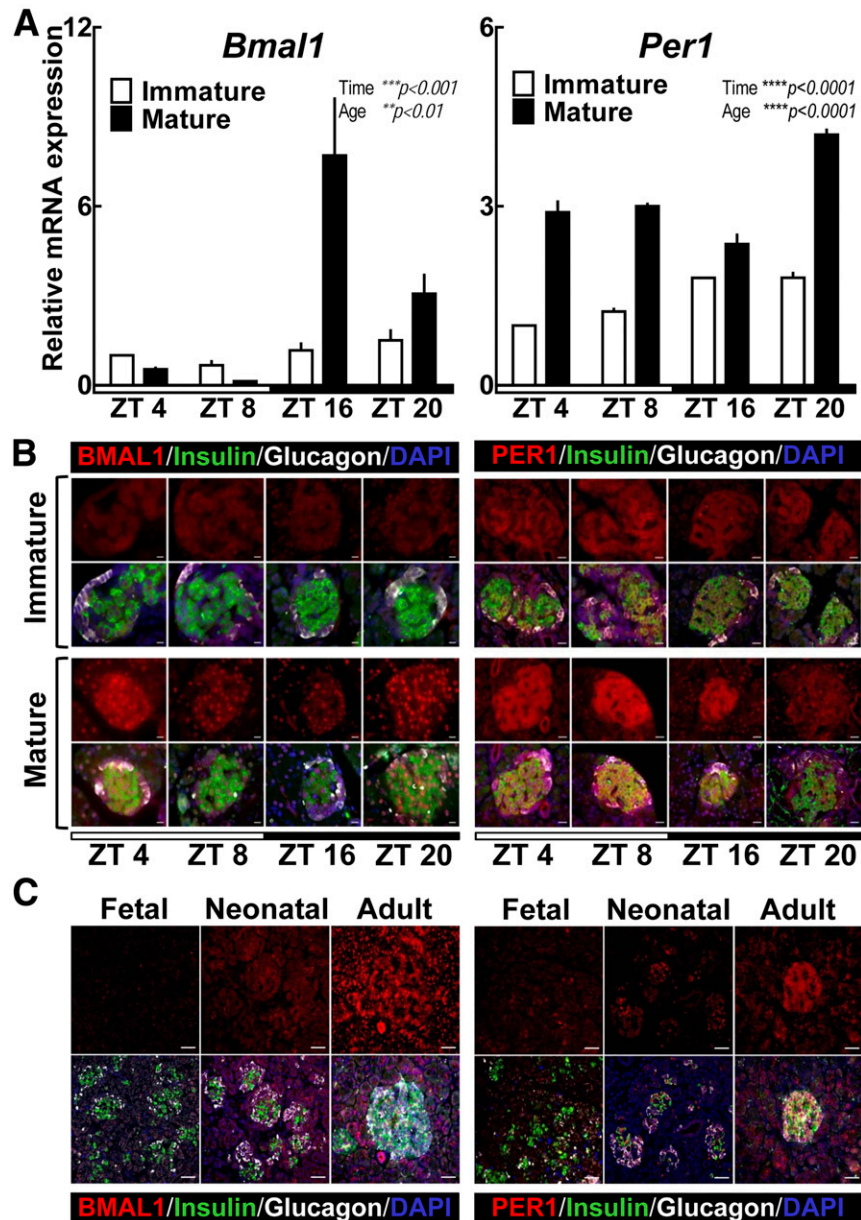 A
Bmal1
Immature
Mature
Time ***p<0.001
Age **p<0.01
Relative mRNA expression
12
6
0
ZT 4 ZT 8 ZT 16 ZT 20
Per1
Immature
Mature
Time ****p<0.0001
Age ****p<0.0001
6
3
0
ZT 4 ZT 8 ZT 16 ZT 20
B
BMAL1/Insulin/Glucagon/DAPI
PER1/Insulin/Glucagon/DAPI
Immature
Mature
ZT 4 ZT 8 ZT 16 ZT 20
ZT 4 ZT 8 ZT 16 ZT 20
C
Fetal Neonatal Adult
Fetal Neonatal Adult
BMAL1/Insulin/Glucagon/DAPI
PER1/Insulin/Glucagon/DAPI